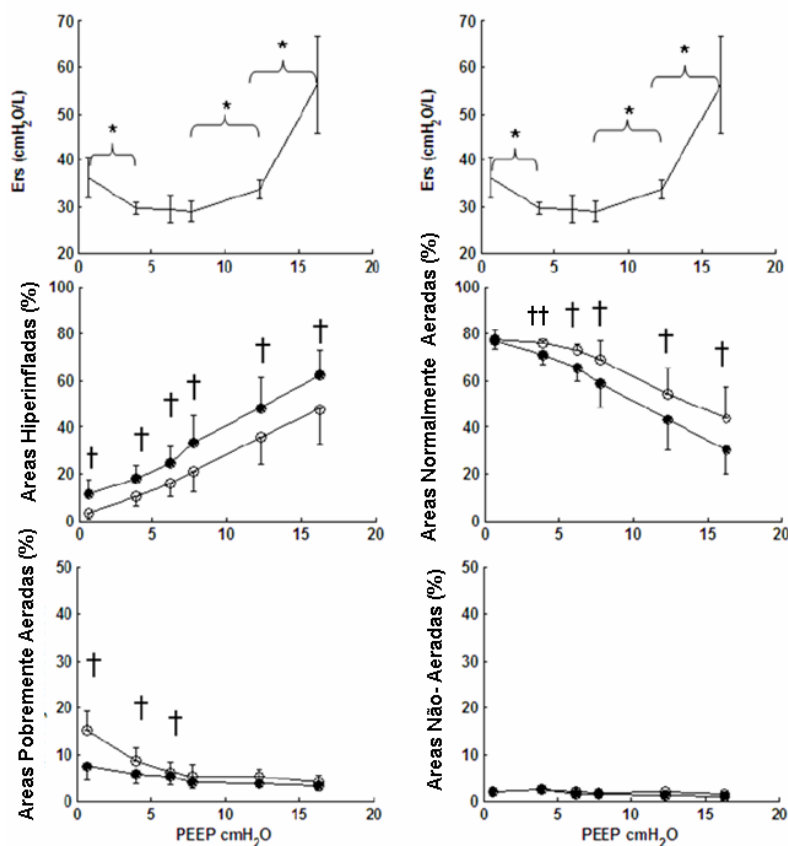 Ers (cmH2O/L)
70
60
50
40
30
20
* * *
0 5 10 15 20
Ers (cmH2O/L)
70
60
50
40
30
20
* * *
0 5 10 15 20
Areas Hiperinfladas (%)
100
80
60
40
20
0
† † † † † †
0 5 10 15 20
Areas Normalmente Aeradas (%)
100
80
60
40
20
0
†† † † † †
0 5 10 15 20
Areas Pobremente Aeradas (%)
50
40
30
20
10
0
† † †
0 5 10 15 20
PEEP cmH2O
Areas Não- Aeradas (%)
50
40
30
20
10
0
0 5 10 15 20
PEEP cmH2O